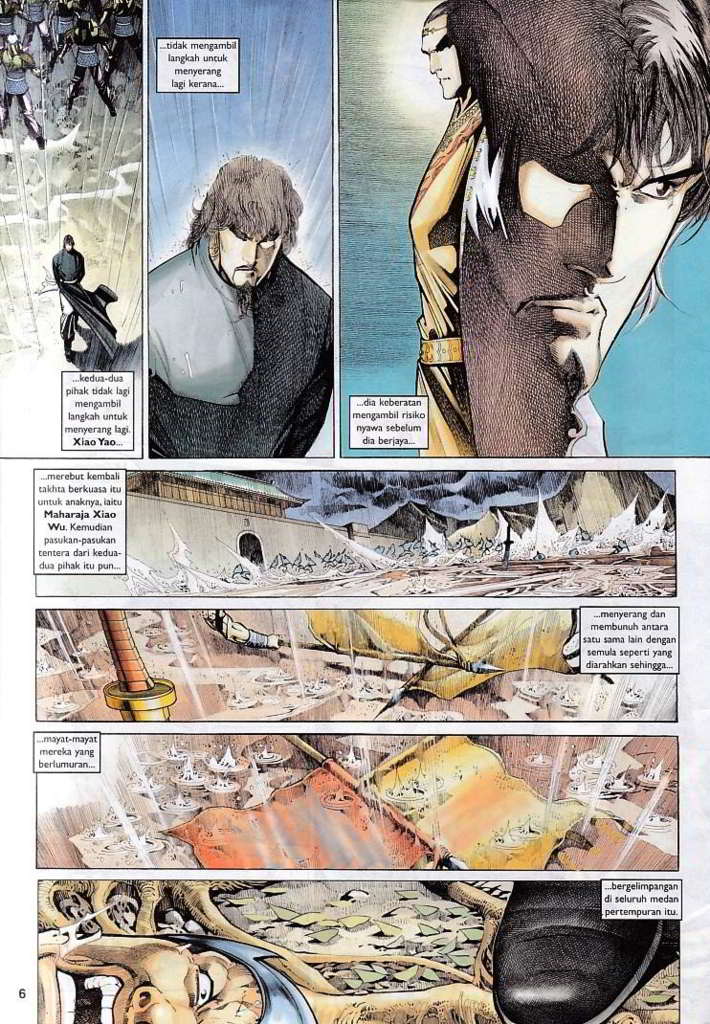 ...kedua-dua
pihak tidak lagi
mengambil
langkah untuk
menyerang lagi.
Xiao Yao...
...tidak mengambil
langkah untuk
menyerang
lagi kerana...
...dia keberatan
mengambil risiko
nyawa sebelum
dia berjaya...
...merebut kembali
takhta berkuasa itu
untuk anaknya, iaitu
Maharaja Xiao
Wu. Kemudian
pasukan-pasukan
tentera dari kedua-
dua pihak itu pun...
...menyerang dan
membunuh antara
satu sama lain dengan
semula seperti yang
diarahkan sehingga...
...mayat-mayat
mereka yang
berlumuran...
...bergelimpangan
di seluruh medan
pertempuran itu.
6